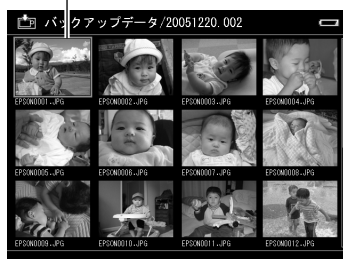 P バックアップデータ/20051220.002
EPSON0001.JPG EPSON0002.JPG EPSON0003.JPG EPSON0004.JPG
EPSON0005.JPG EPSON0006.JPG EPSON0007.JPG EPSON0008.JPG
EPSON0009.JPG EPSON0010.JPG EPSON0011.JPG EPSON0012.JPG